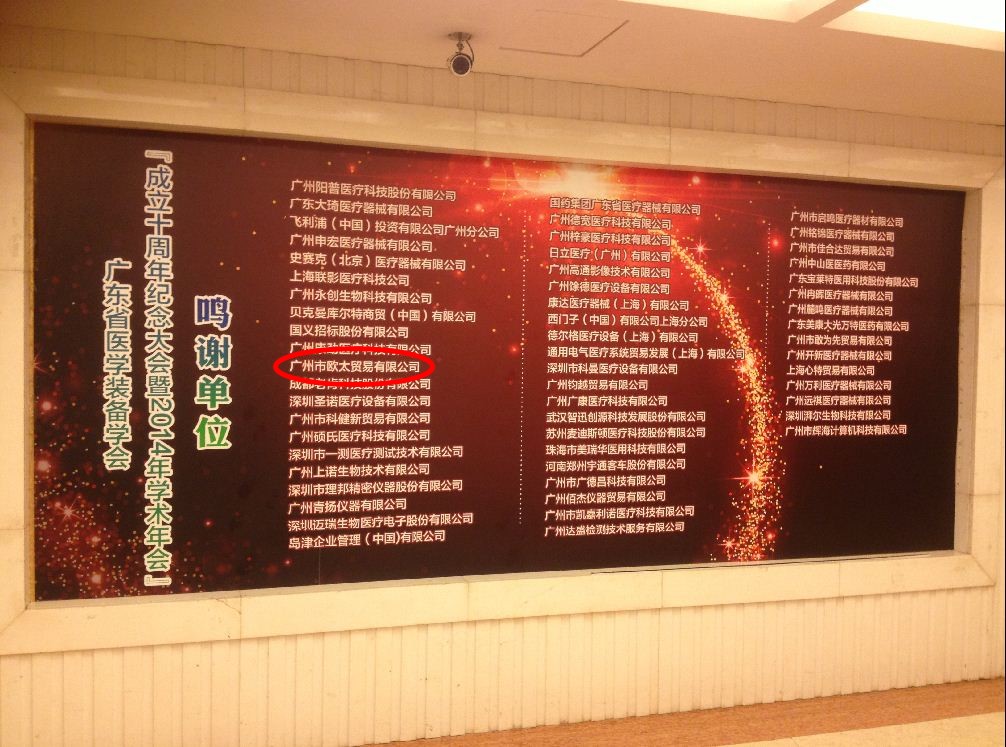 广东省医学装备学会
『成立十周年纪念大会暨2014年学术年会』
鸣谢单位
广州阳普医疗科技股份有限公司
广东大琦医疗器械有限公司
飞利浦（中国）投资有限公司广州分公司
广州申宏医疗器械有限公司
史赛克（北京）医疗器械有限公司
上海联影医疗科技公司
广州永创生物科技有限公司
贝克曼库尔特商贸（中国）有限公司
国义招标股份有限公司
医疗科技有限公司
广州市欧太贸易有限公司
科技股份有限公司
深圳圣诺医疗设备有限公司
广州市科健新贸易有限公司
广州硕氏医疗科技有限公司
深圳市一测医疗测试技术有限公司
广州上诺生物技术有限公司
深圳市理邦精密仪器股份有限公司
广州肯扬仪器有限公司
深圳迈瑞生物医疗电子股份有限公司
岛津企业管理（中国)有限公司
国药集团广东省医疗器械有限公司
广州德宽医疗科技有限公司
广州梓豪医疗科技有限公司
日立医疗（广州）有限公司
广州高通影像技术有限公司
广州馀德医疗设备有限公司
康达医疗器械（上海）有限公司
西门子（中国）有限公司上海分公司
德尔格医疗设备（上海）有限公司
通用电气医疗系统贸易发展（上海）有限公司
深圳市科曼医疗设备有限公司
广州钧越贸易有限公司
广州广康医疗科技有限公司
武汉智迅创源科技发展股份有限公司
苏州麦迪斯顿医疗科技股份有限公司
珠海市美瑞华医用科技有限公司
河南郑州宇通客车股份有限公司
广州市广德昌科技有限公司
广州佰杰仪器贸易有限公司
广州市凯泰利诺医疗科技有限公司
广州达盛检测技术服务有限公司
广州市启鸣医疗器材有限公司
广州铭锦医疗器械有限公司
广州市佳合达贸易有限公司
广州中山医医药有限公司
广东宝莱特医用科技股份有限公司
广州冉晖医疗器械有限公司
广州麓鸣医疗器械有限公司
广东美康大光万特医药有限公司
广州市敢为先贸易有限公司
广州开新医疗器械有限公司
上海心特贸易有限公司
广州万利医疗器械有限公司
广州远祺医疗器械有限公司
深圳湃尔生物科技有限公司
广州市辉海计算机科技有限公司